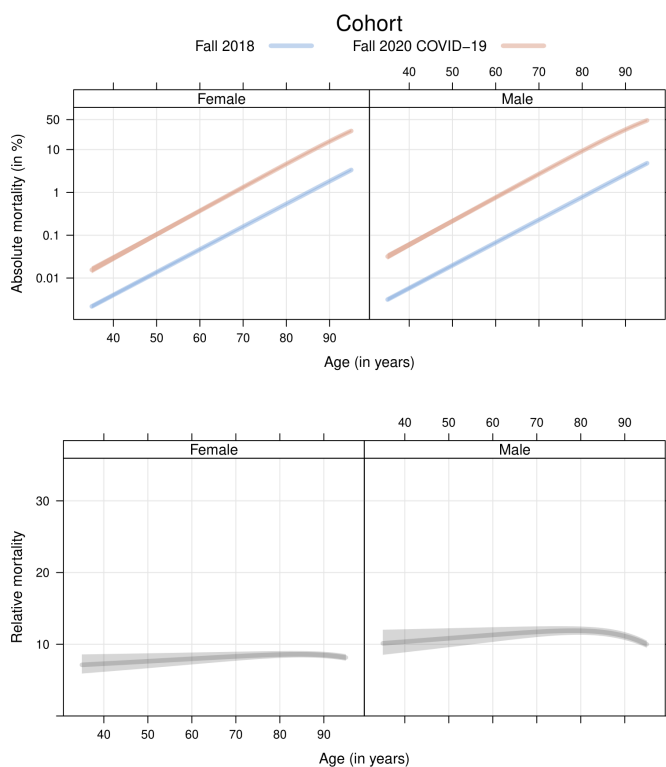 Cohort
Fall 2018 Fall 2020 COVID−19
40 50 60 70 80 90
Female Male
Absolute mortality (in %)
50
10
1
0.1
0.01
40 50 60 70 80 90
Age (in years)
40 50 60 70 80 90
Female Male
Relative mortality
30
20
10
40 50 60 70 80 90
Age (in years)